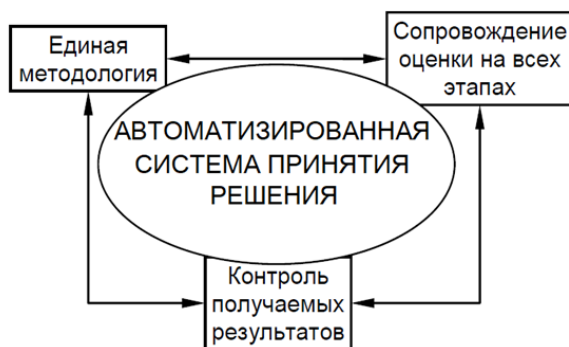 Единая
методология
Сопровождение
оценки на всех
этапах
АВТОМАТИЗИРОВАННАЯ
СИСТЕМА ПРИНЯТИЯ
РЕШЕНИЯ
Контроль
получаемых
результатов